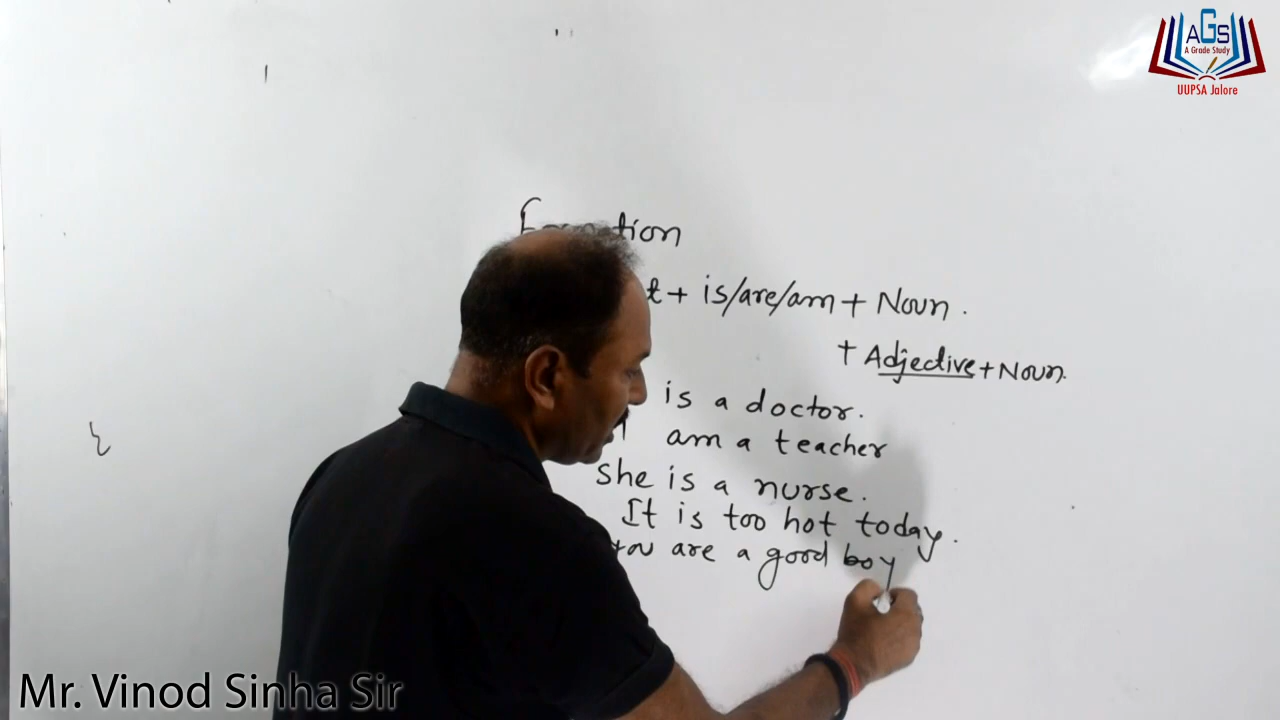 AGS
A Grade Study
UUPSA Jalore
t + is/are/am + Noun.
+ Adjective + Noun.
is a doctor.
am a teacher
She is a nurse.
It is too hot today.
You are a good boy
Mr. Vinod Sinha Sir